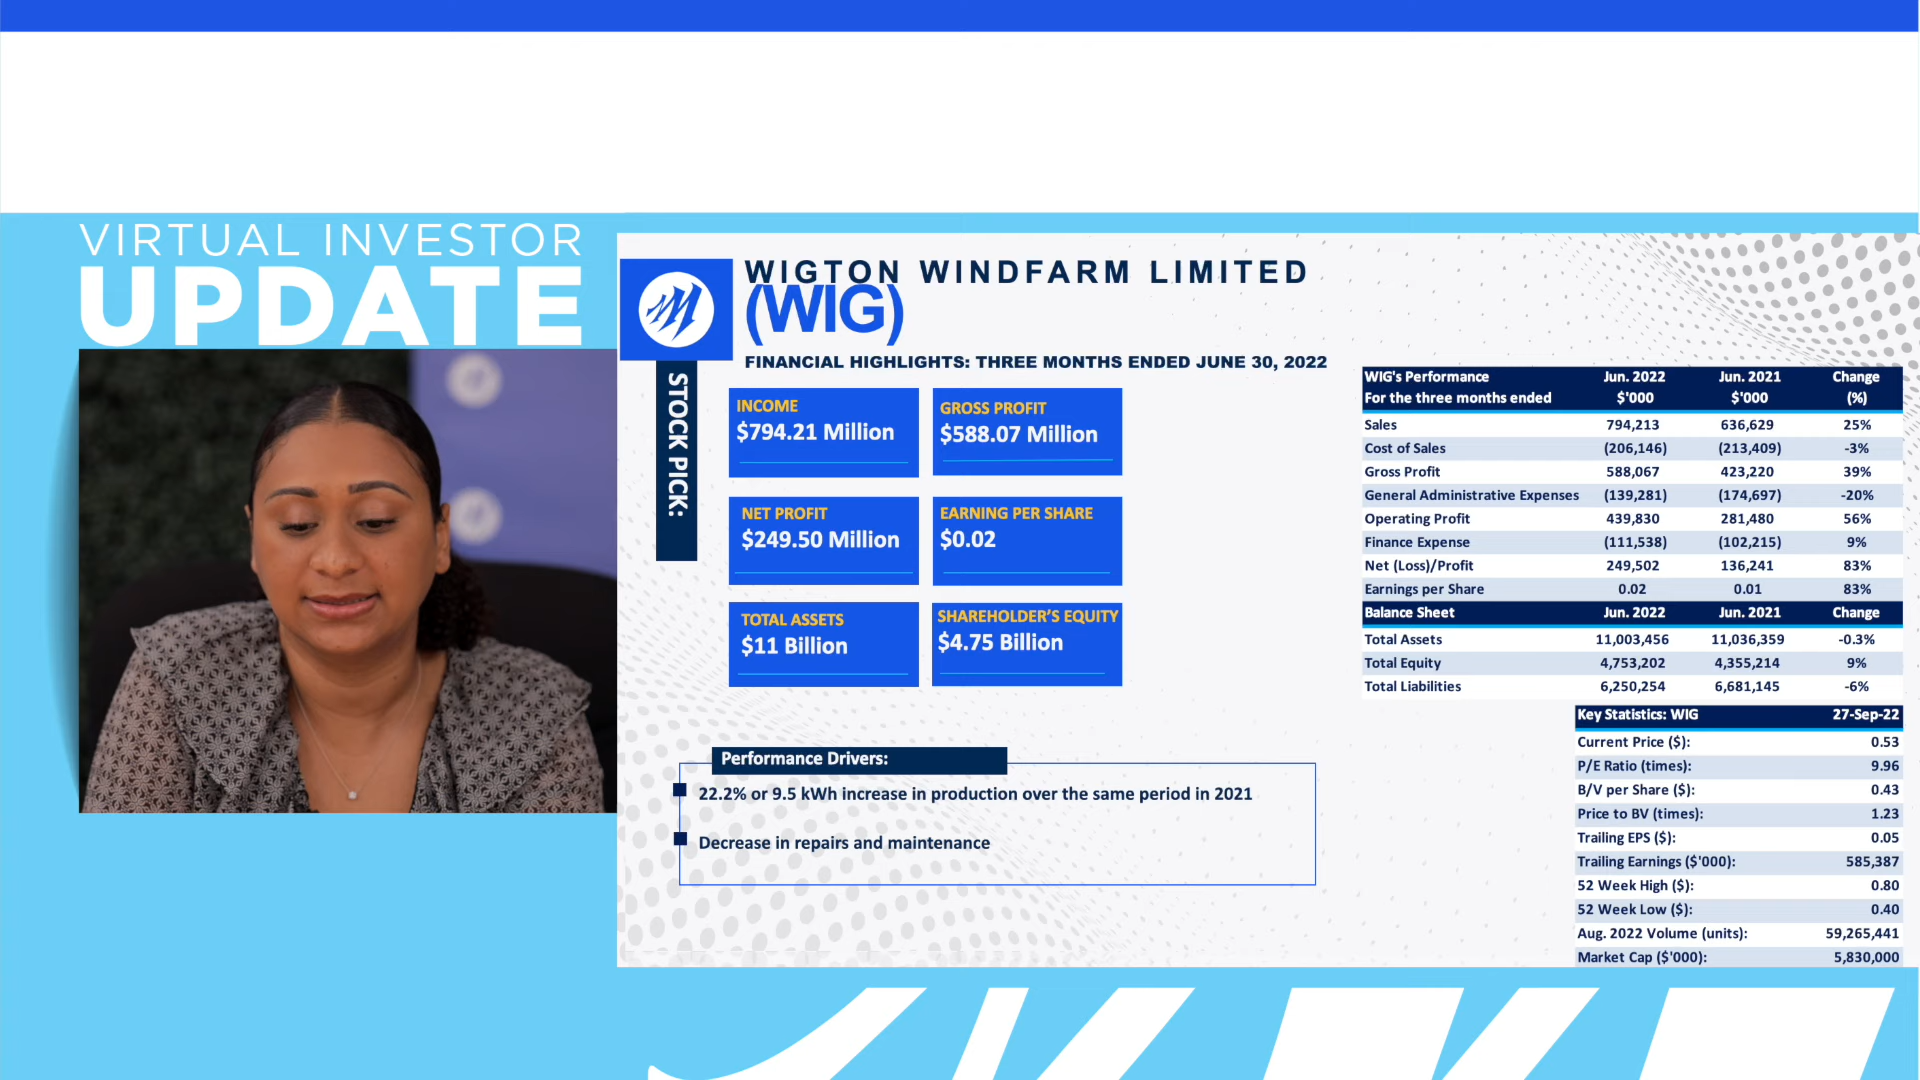 VIRTUAL INVESTOR
UPDATE
WIGTON WINDFARM LIMITED
(WIG)
FINANCIAL HIGHLIGHTS: THREE MONTHS ENDED JUNE 30, 2022
STOCK PICK:
INCOME
$794.21 Million
GROSS PROFIT
$588.07 Million
NET PROFIT
$249.50 Million
EARNING PER SHARE
$0.02
TOTAL ASSETS
$11 Billion
SHAREHOLDER'S EQUITY
$4.75 Billion
Performance Drivers:
22.2% or 9.5 kWh increase in production over the same period in 2021
Decrease in repairs and maintenance
WIG's Performance Jun. 2022 Jun. 2021 Change
For the three months ended $'000 $'000 (%)
Sales 794,213 636,629 25%
Cost of Sales (206,146) (213,409) -3%
Gross Profit 588,067 423,220 39%
General Administrative Expenses (139,281) (174,697) -20%
Operating Profit 439,830 281,480 56%
Finance Expense (111,538) (102,215) 9%
Net (Loss)/Profit 249,502 136,241 83%
Earnings per Share 0.02 0.01 83%
Balance Sheet Jun. 2022 Jun. 2021 Change
Total Assets 11,003,456 11,036,359 -0.3%
Total Equity 4,753,202 4,355,214 9%
Total Liabilities 6,250,254 6,681,145 -6%
Key Statistics: WIG 27-Sep-22
Current Price ($): 0.53
P/E Ratio (times): 9.96
B/V per Share ($): 0.43
Price to BV (times): 1.23
Trailing EPS ($): 0.05
Trailing Earnings ($'000): 585,387
52 Week High ($): 0.80
52 Week Low ($): 0.40
Aug. 2022 Volume (units): 59,265,441
Market Cap ($'000): 5,830,000